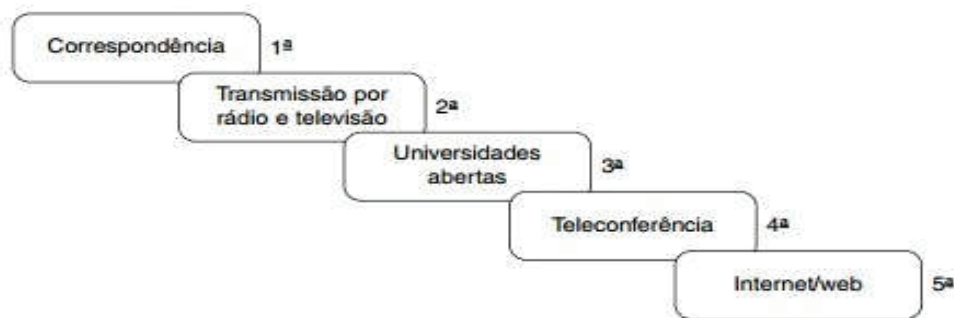 Correspondência 1ª
Transmissão por
rádio e televisão 2ª
Universidades
abertas 3ª
Teleconferência 4ª
Internet/web 5ª